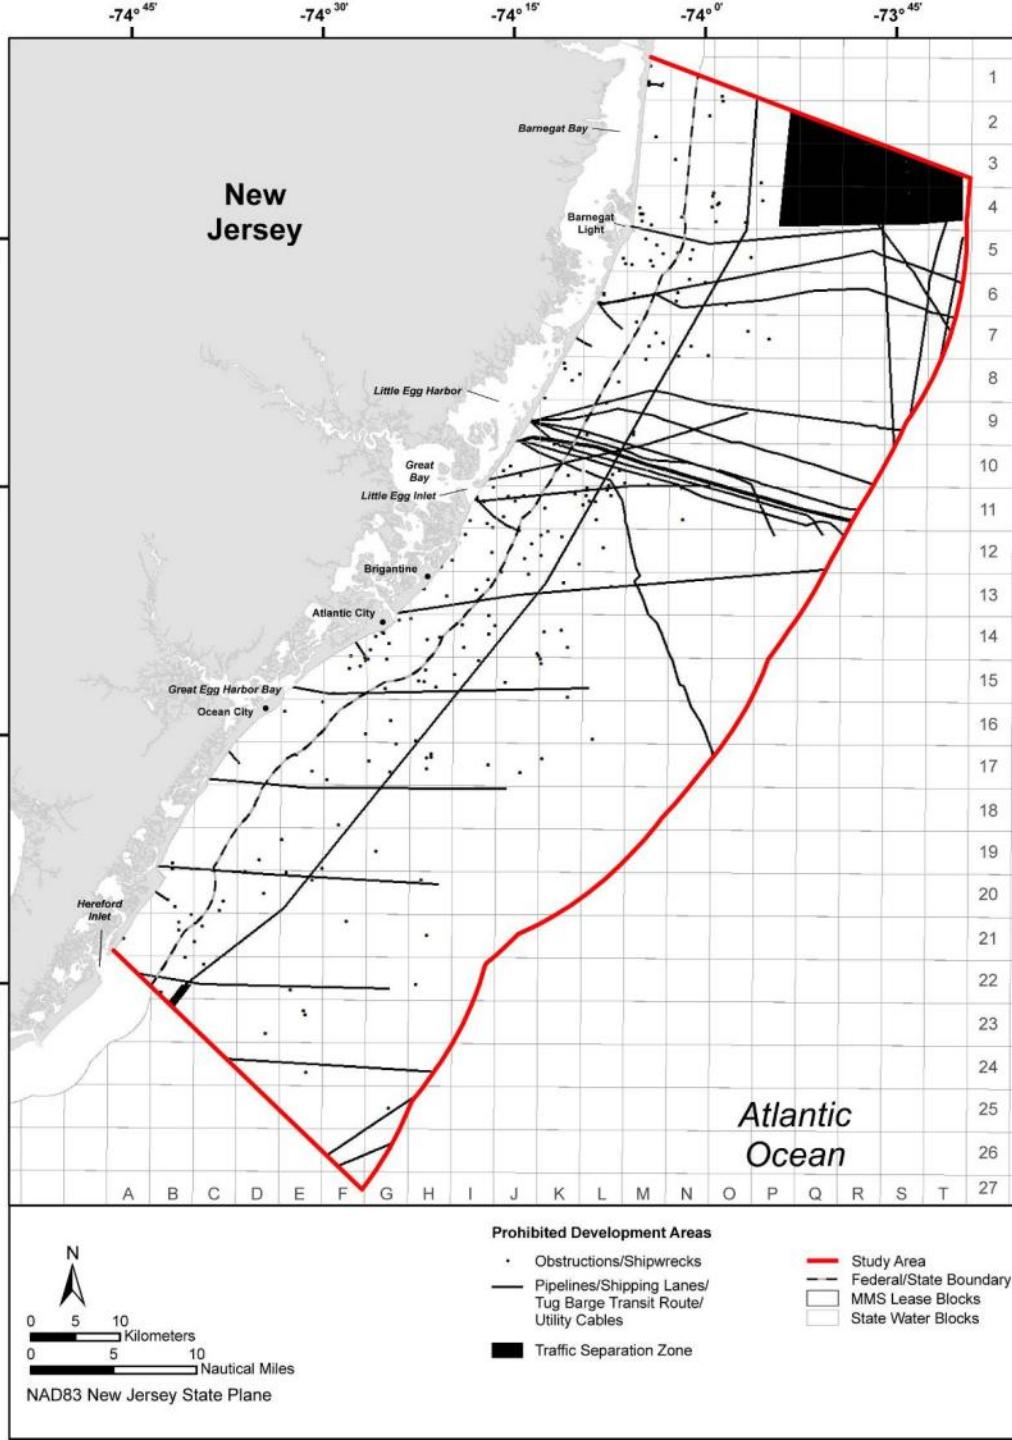 -74°45'
-74°30'
-74°15'
-74°0'
-73°45'
1
2
Barnegat Bay
3
New
Jersey
4
Barnegat
Light
5
6
7
8
Little Egg Harbor
9
Great
Bay
10
Little Egg Inlet
11
12
Brigantine
13
Atlantic City
14
15
Great Egg Harbor Bay
Ocean City
16
17
18
19
20
Hereford
Inlet
21
22
23
24
25
Atlantic
Ocean
26
27
A B C D E F G H I J K L M N O P Q R S T
Prohibited Development Areas
Obstructions/Shipwrecks
Pipelines/Shipping Lanes/
Tug Barge Transit Route/
Utility Cables
Traffic Separation Zone
Study Area
Federal/State Boundary
MMS Lease Blocks
State Water Blocks
N
0 5 10
Kilometers
0 5 10
Nautical Miles
NAD83 New Jersey State Plane